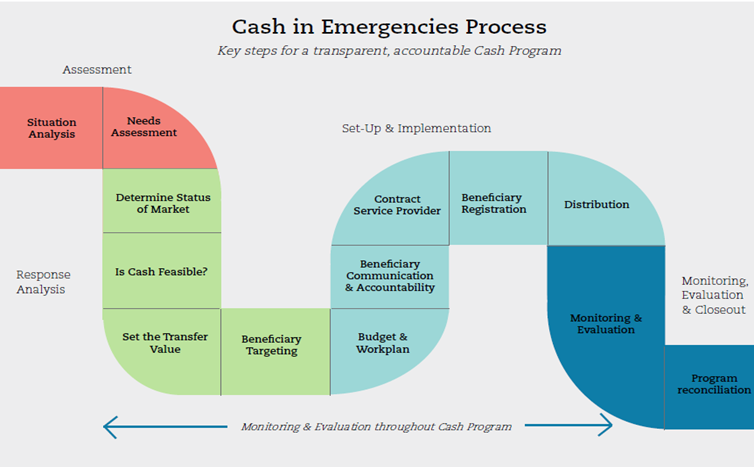 Cash in Emergencies Process
Key steps for a transparent, accountable Cash Program
Assessment
Situation
Analysis
Needs
Assessment
Response
Analysis
Determine Status
of Market
Is Cash Feasible?
Set the Transfer
Value
Beneficiary
Targeting
Set-Up & Implementation
Budget &
Workplan
Beneficiary
Communication
& Accountability
Contract
Service Provider
Beneficiary
Registration
Distribution
Monitoring,
Evaluation
& Closeout
Monitoring &
Evaluation
Program
reconciliation
Monitoring & Evaluation throughout Cash Program